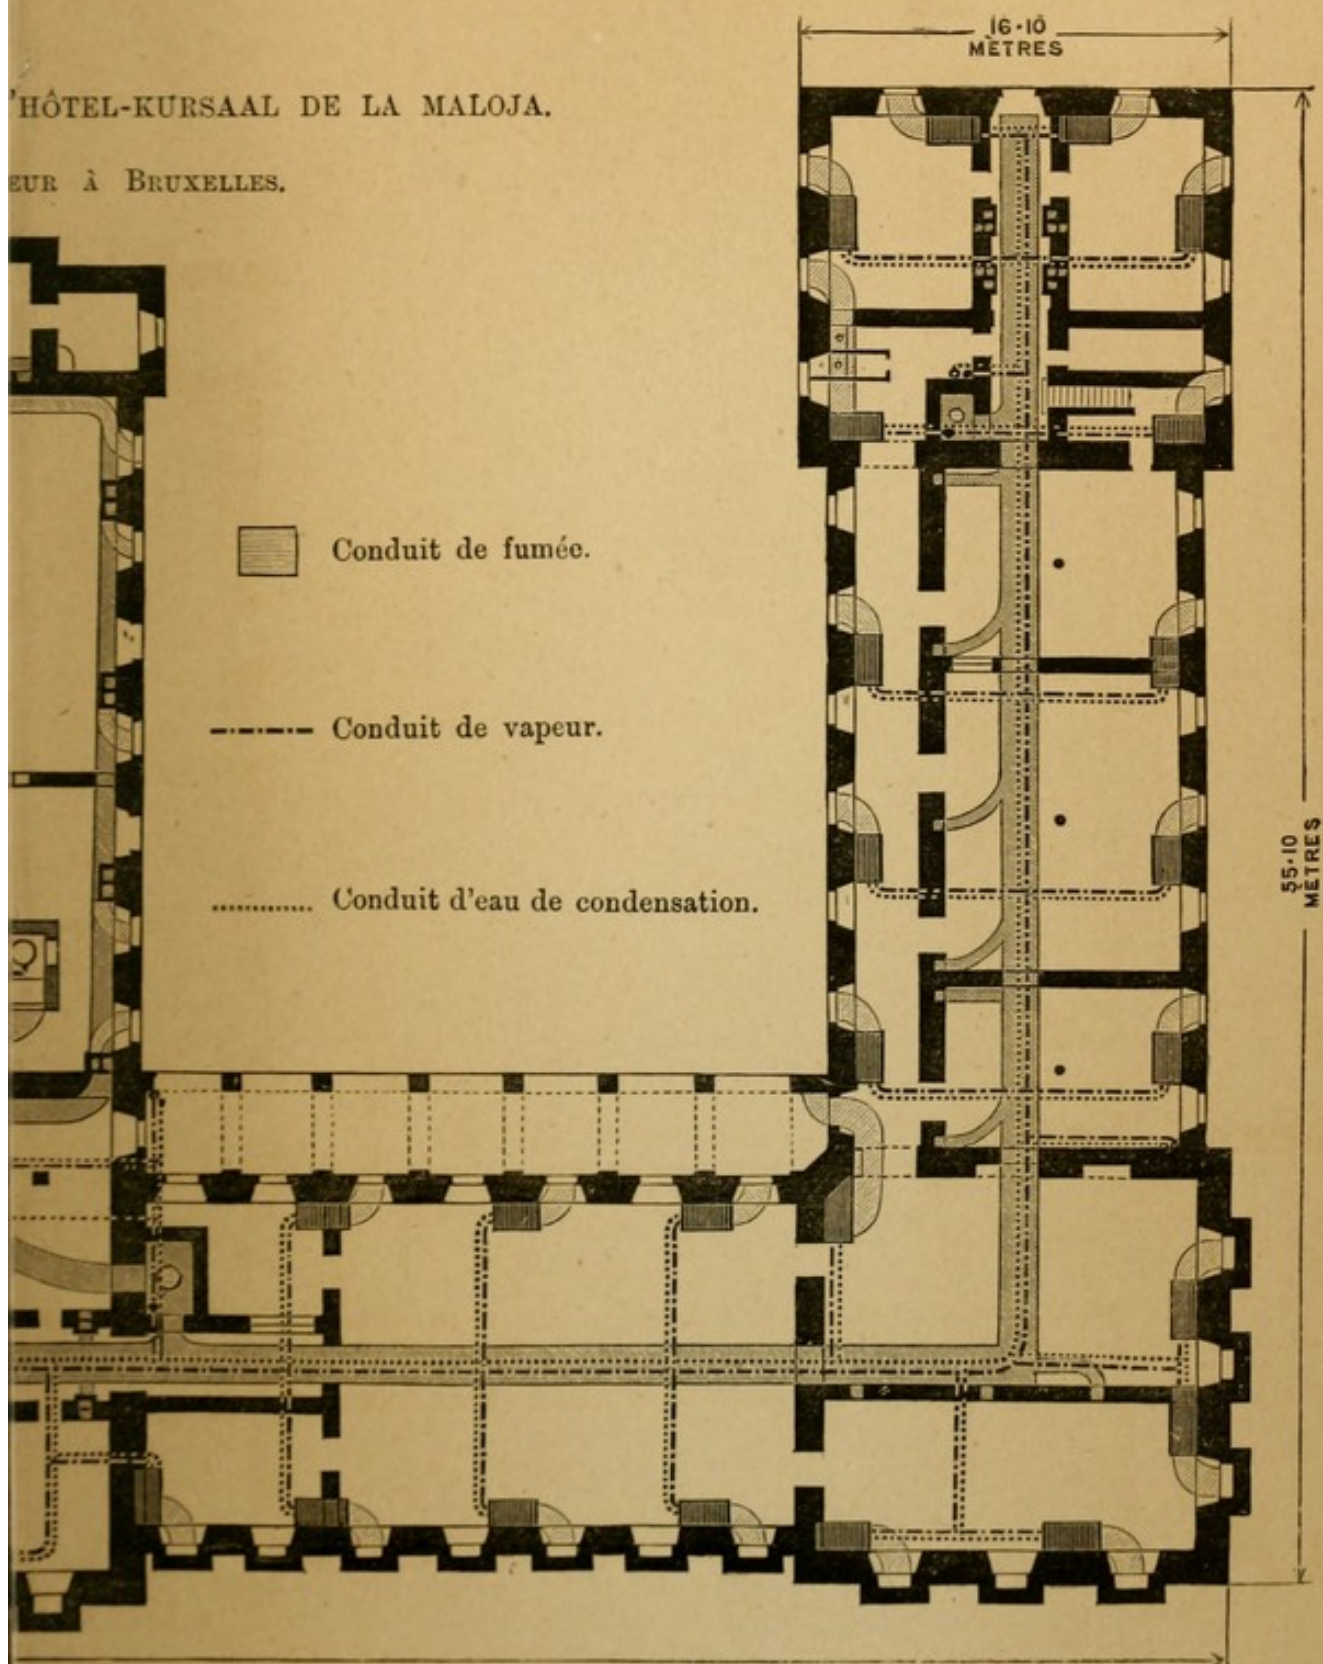 16·10
MÈTRES
'HÔTEL-KURSAAL DE LA MALOJA.
EUR À BRUXELLES.
Conduit de fumée.
Conduit de vapeur.
Conduit d'eau de condensation.
55·10
MÈTRES